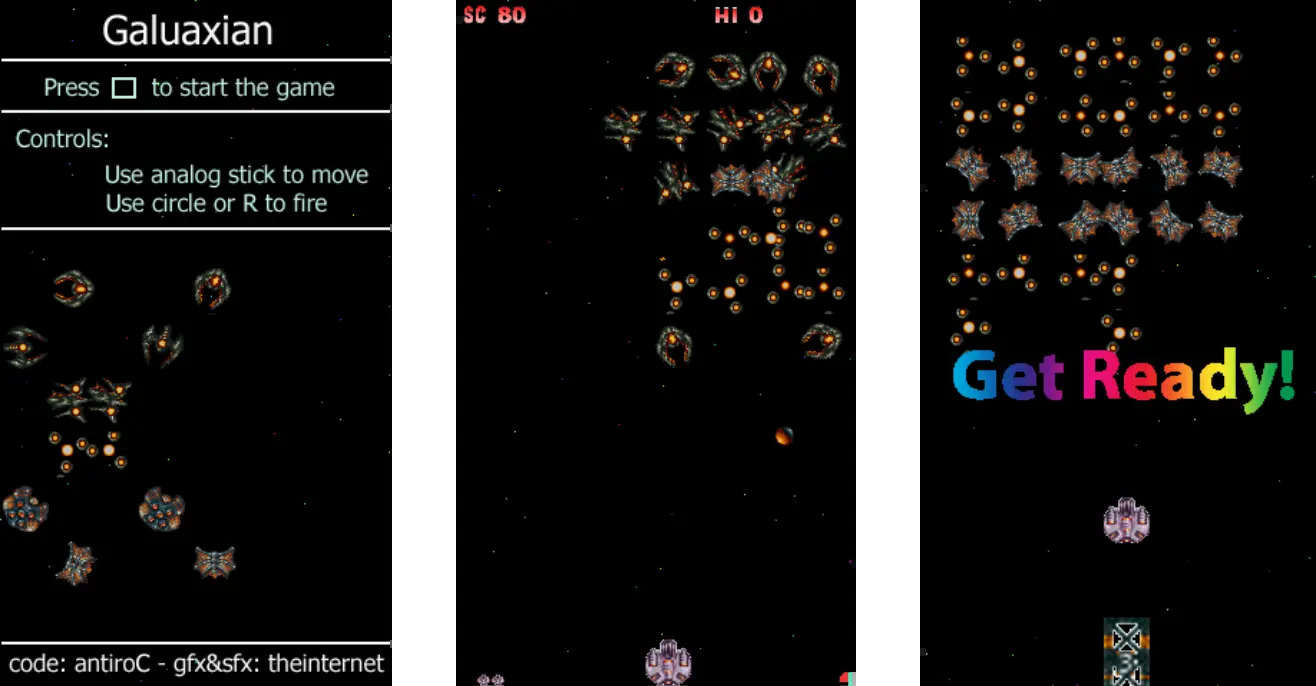 Galuaxian
Press to start the game
Controls:
Use analog stick to move
Use circle or R to fire
code: antiroC - gfx&sfx: theinternet
SC 80
HI 0
Get Ready!